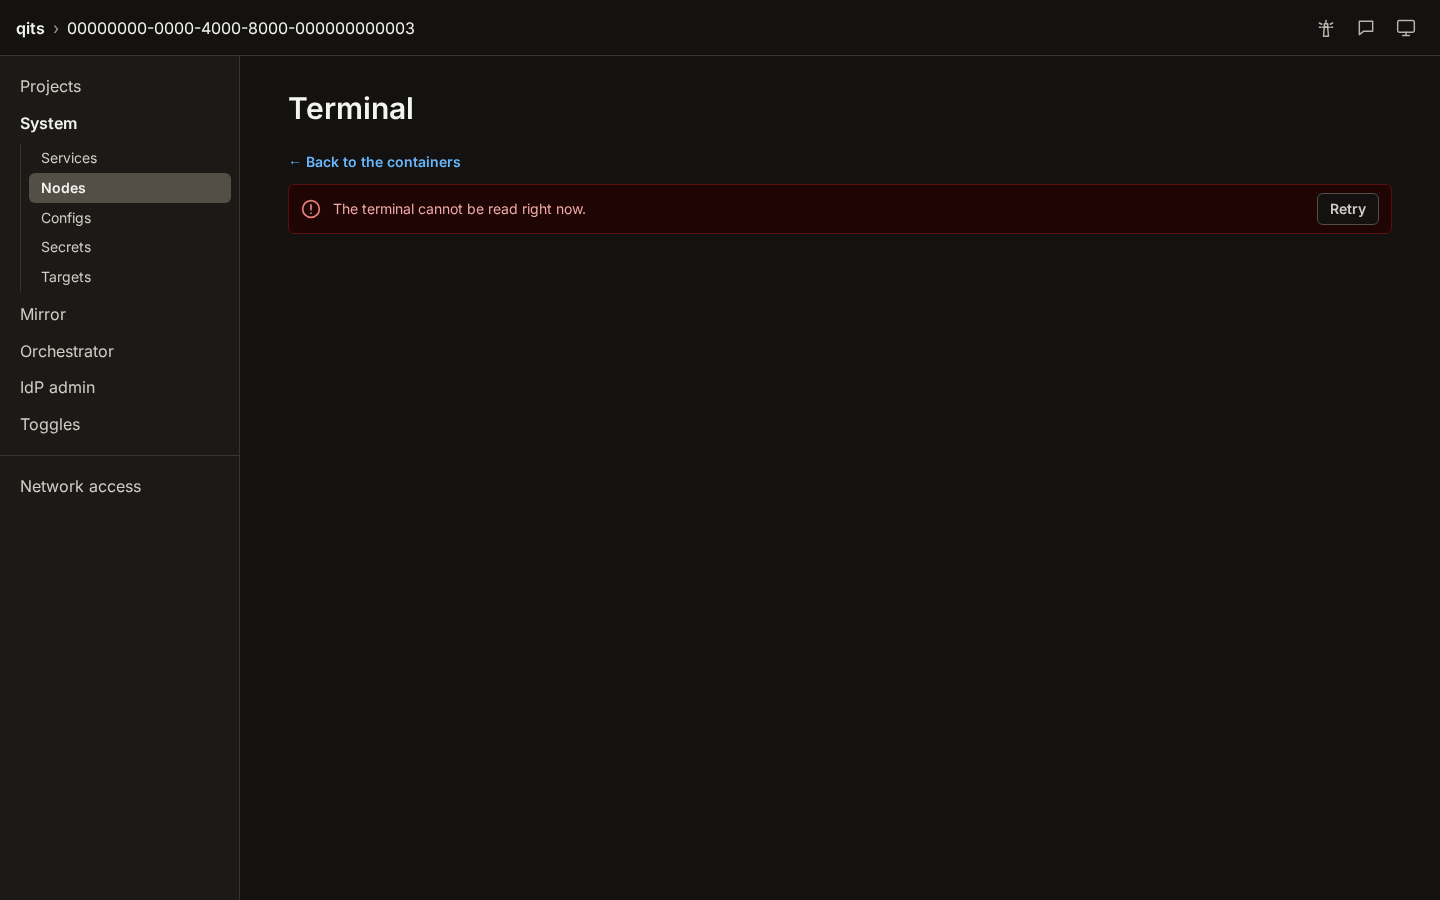 qits › 00000000-0000-4000-8000-000000000003
Projects
System
Services
Nodes
Configs
Secrets
Targets
Mirror
Orchestrator
IdP admin
Toggles
Network access
Terminal
← Back to the containers
The terminal cannot be read right now.
Retry